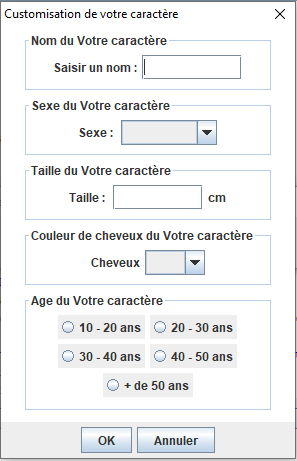 Customisation de votre caractère
Nom du Votre caractère
Saisir un nom :
Sexe du Votre caractère
Sexe :
Taille du Votre caractère
Taille : cm
Couleur de cheveux du Votre caractère
Cheveux
Age du Votre caractère
10 - 20 ans 20 - 30 ans
30 - 40 ans 40 - 50 ans
+ de 50 ans
OK Annuler